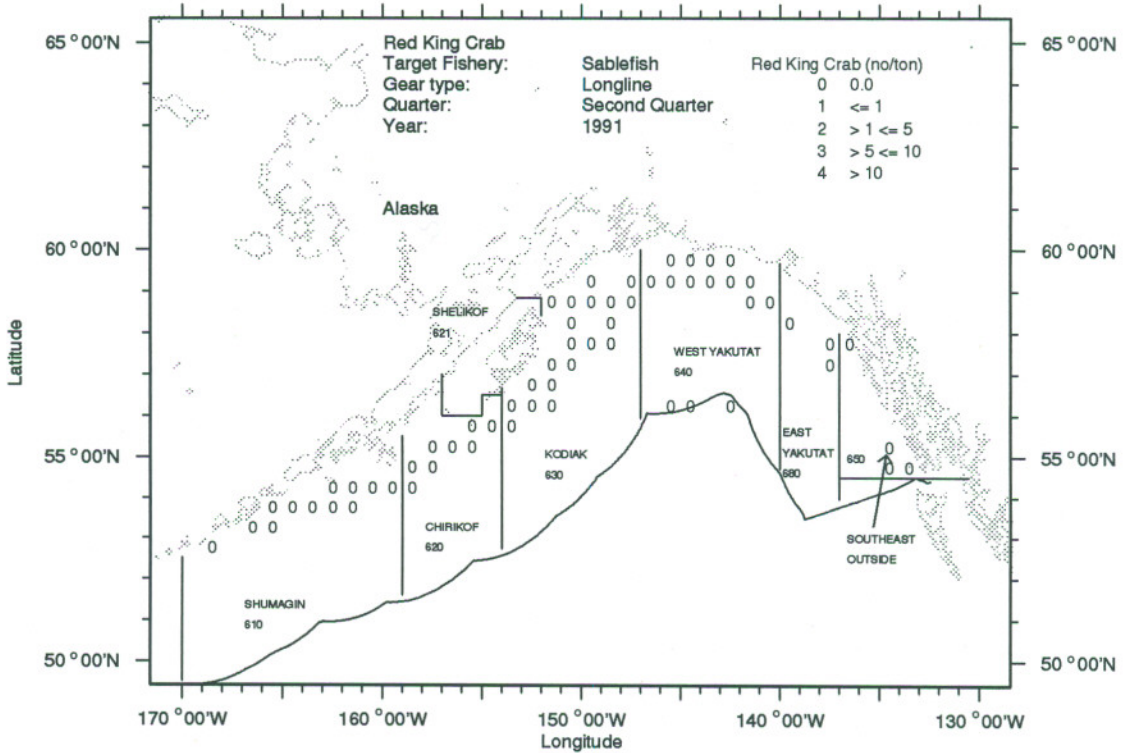 65 °00'N
65 °00'N
Red King Crab
Target Fishery: Sablefish
Gear type: Longline
Quarter: Second Quarter
Year: 1991
Red King Crab (no/ton)
0 0.0
1 <= 1
2 > 1 <= 5
3 > 5 <= 10
4 > 10
Alaska
60 °00'N
60 °00'N
0 0 0 0
0 0 0 0 0 0 0 0
0 0 0 0 0 0 0
SHELIKOF
621
0 0 0
0 0 0 0 0
WEST YAKUTAT
640
0 0 0
0 0
0 0 0 0 0 0
0 0 0
EAST
YAKUTAT
680
0 0 0 0
KODIAK
630
650
0
55 °00'N
55 °00'N
0 0
0 0
0 0 0 0 0
0 0 0 0 0
0 0
0
CHIRIKOF
620
SOUTHEAST
OUTSIDE
SHUMAGIN
610
50 °00'N
50 °00'N
170 °00'W
160 °00'W
150 °00'W
140 °00'W
130 °00'W
Latitude
Longitude